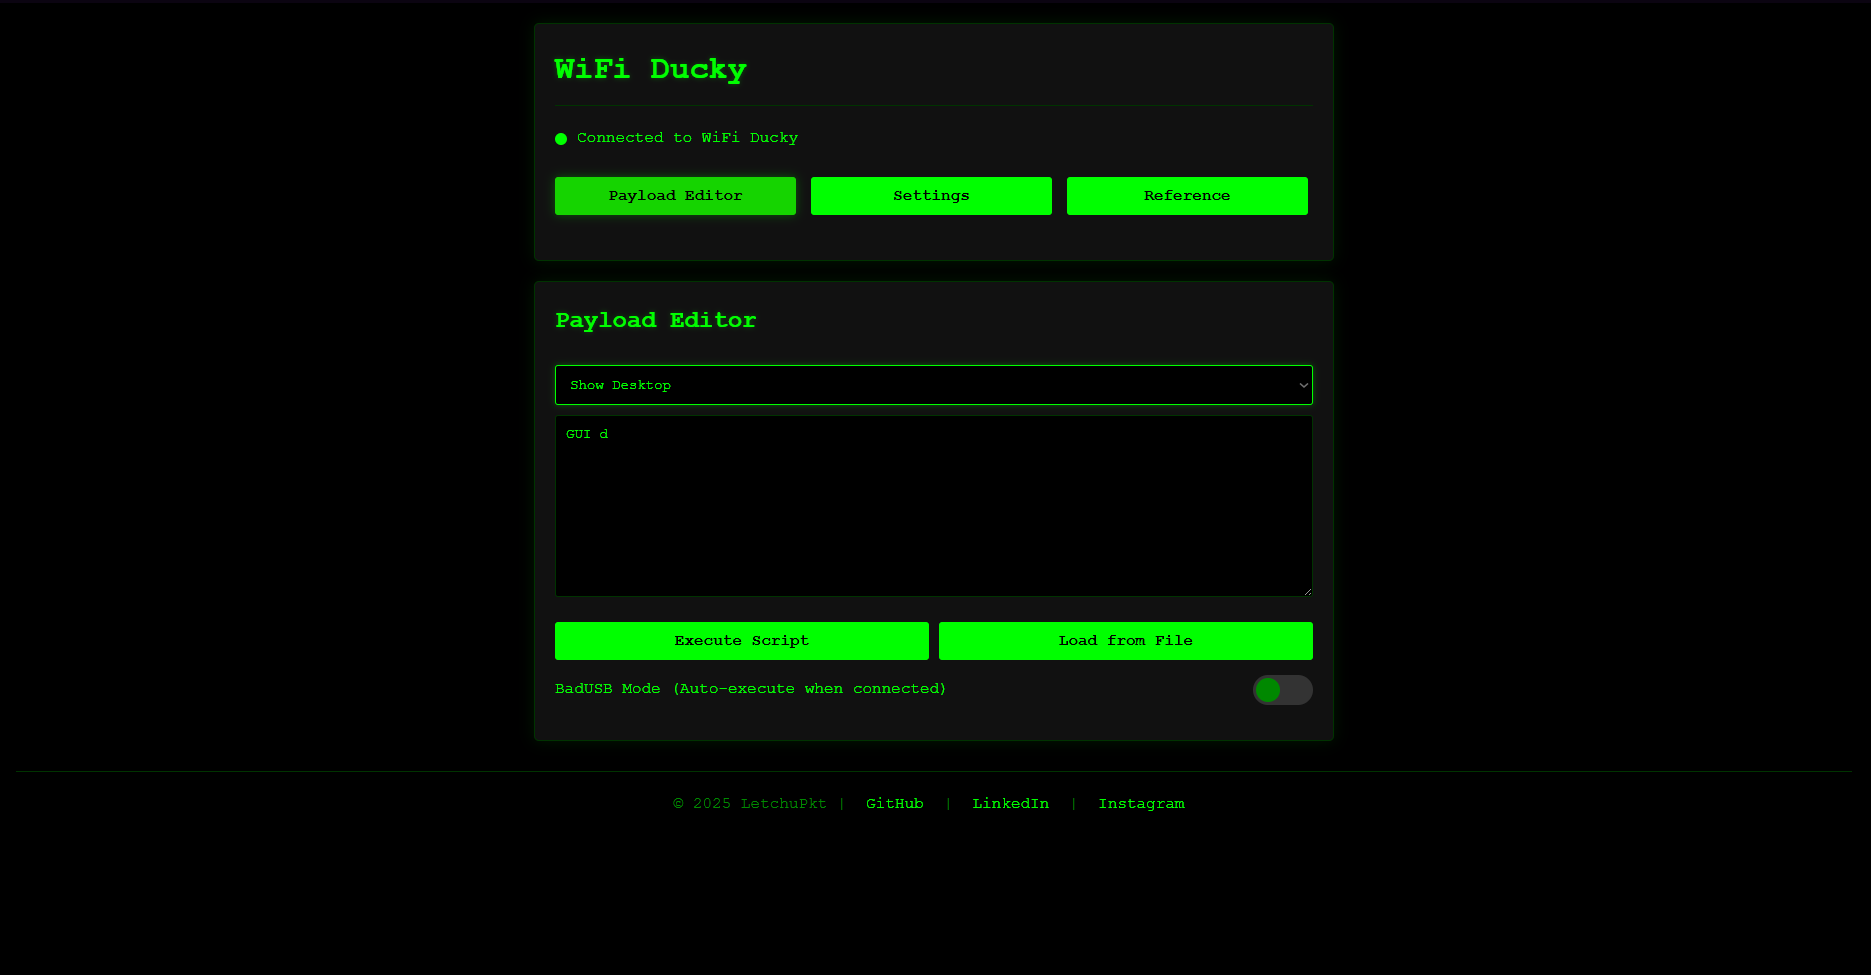 WiFi Ducky
Connected to WiFi Ducky
Payload Editor Settings Reference
Payload Editor
Show Desktop
GUI d
Execute Script Load from File
BadUSB Mode (Auto-execute when connected)
© 2025 LetchuPkt | GitHub | LinkedIn | Instagram